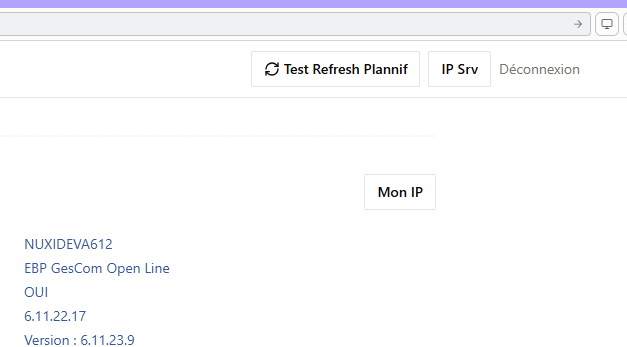 Test Refresh Plannif IP Srv Déconnexion
Mon IP
NUXIDEVA612
EBP GesCom Open Line
OUI
6.11.22.17
Version : 6.11.23.9